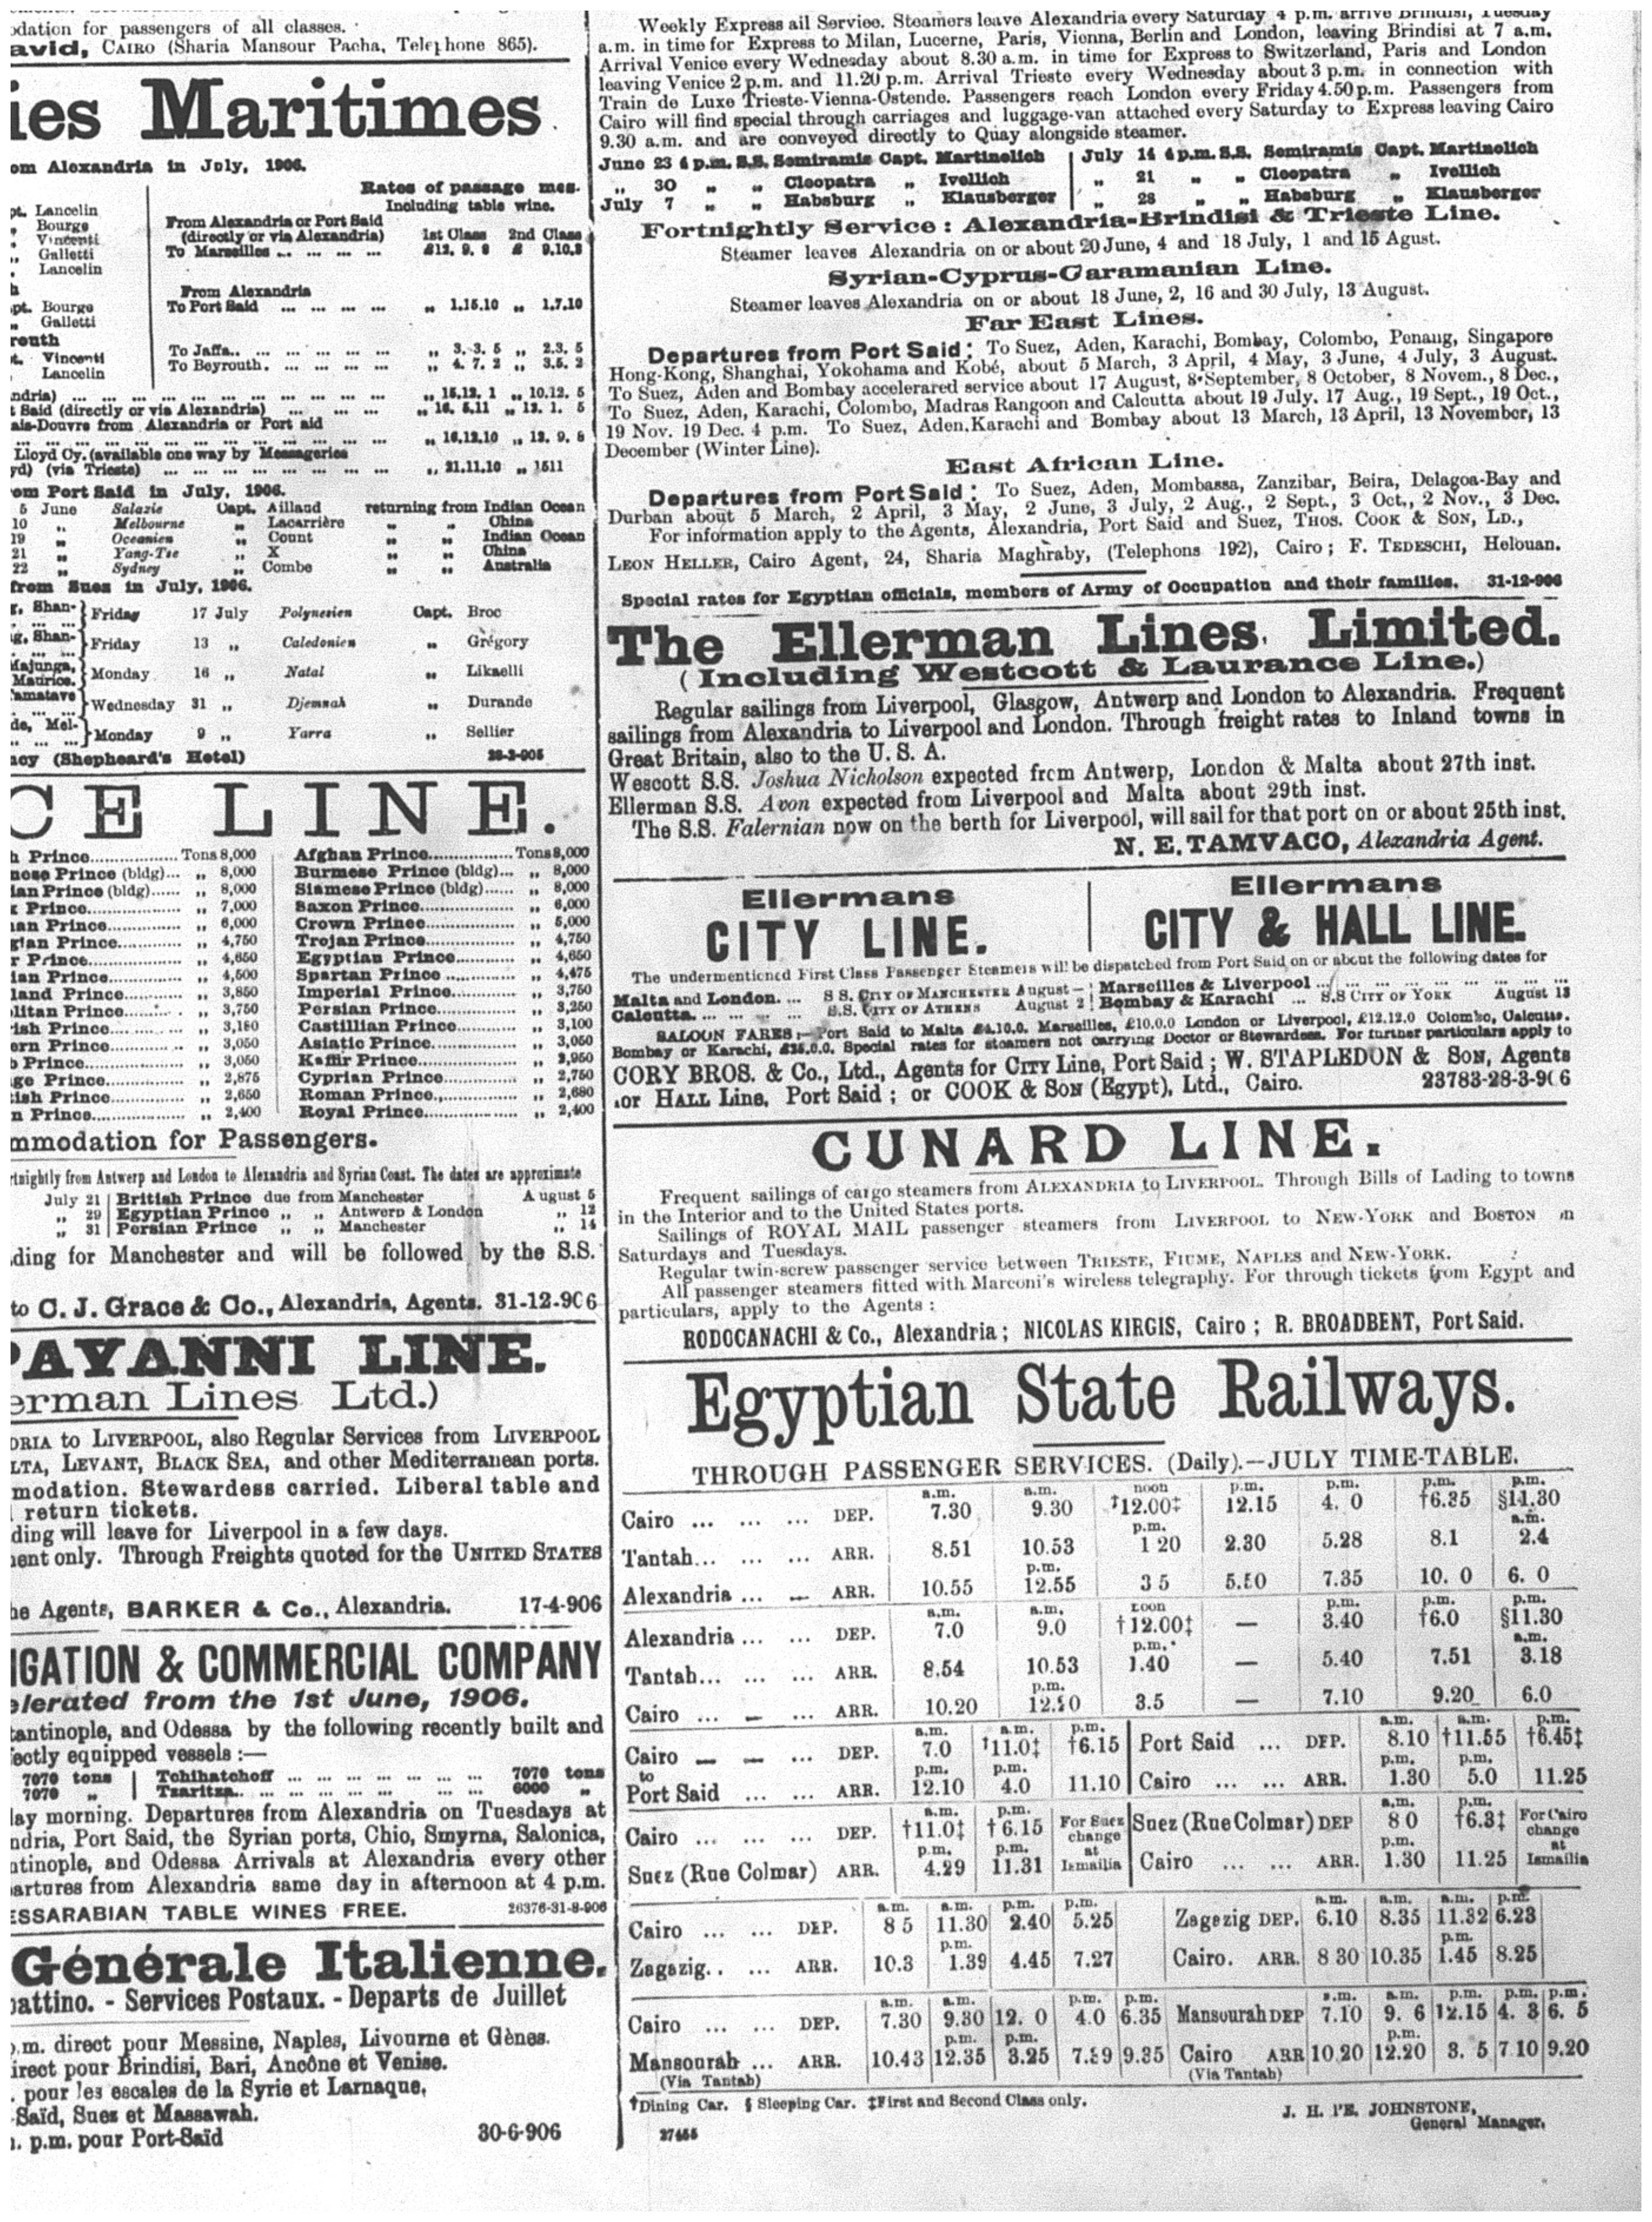 odation for passengers of all classes.
avid, CAIRO (Sharia Mansour Pacha, Telephone 865).
ies Maritimes
om Alexandria in July, 1906.
Rates of passage mes.
Including table wine.
pt. Lancelin
„ Bourge
„ Vincenti
„ Galletti
„ Lancelin
From Alexandria or Port Said
(directly or via Alexandria) 1st Class 2nd Class
To Marseilles .. ... ... ... £12. 9. 9 £ 9.10.8
From Alexandria
pt. Bourge
„ Galletti
To Port Said ... ... ... ... „ 1.15.10 „ 1.7.10
routh
t. Vincenti
Lancelin
To Jaffa.. ... ... ... ... ... „ 3. 3. 5 „ 2.3. 5
To Beyrouth. ... ... ... ... „ 4. 7. 2 „ 3.5. 2
ndria) ... ... ... ... ... ... „ 15.12. 1 „ 10.12. 5
t Said (directly or via Alexandria) ... ... ... „ 16. 5.11 „ 12. 1. 5
ais-Douvre from Alexandria or Port aid
... ... ... ... ... ... „ 16.12.10 „ 12. 9. 8
Lloyd Cy. (available one way by Messageries
yd) (via Trieste) ... ... ... ... ... „ 21.11.10 „ 1511
om Port Said in July, 1906.
5 June Salazie Capt. Ailland returning from Indian Ocean
10 „ Melbourne „ Lacarrière „ „ China
19 „ Oceanien „ Count „ „ Indian Ocean
21 „ Yang-Tse „ X „ „ China
22 „ Sydney „ Combe „ „ Australia
from Suez in July, 1906.
g, Shan- } Friday 17 July Polynesien Capt. Broc
g, Shan- } Friday 13 „ Caledonien „ Grégory
Majunga, Maurice. } Monday 16 „ Natal „ Likaelli
amatave } Wednesday 31 „ Djemnah „ Durande
de, Mel- } Monday 9 „ Yarra „ Sellier
ncy (Shepheard's Hotel) 28-3-905
CE LINE.
h Prince ... Tons 8,000 Afghan Prince ... Tons 8,000
nese Prince (bldg)... „ 8,000 Burmese Prince (bldg)... „ 8,000
ian Prince (bldg)...... „ 8,000 Siamese Prince (bldg)...... „ 8,000
k Prince ... „ 7,000 Saxon Prince ... „ 6,000
nan Prince ... „ 6,000 Crown Prince ... „ 5,000
gian Prince ... „ 4,750 Trojan Prince ... „ 4,750
r Prince ... „ 4,650 Egyptian Prince ... „ 4,650
ian Prince ... „ 4,500 Spartan Prince ... „ 4,475
land Prince ... „ 3,850 Imperial Prince ... „ 3,750
litan Prince ... „ 3,750 Persian Prince ... „ 3,250
ish Prince ... „ 3,180 Castillian Prince ... „ 3,100
ern Prince ... „ 3,050 Asiatic Prince ... „ 3,050
o Prince ... „ 3,050 Kaffir Prince ... „ 2,950
ge Prince ... „ 2,875 Cyprian Prince ... „ 2,750
ish Prince ... „ 2,650 Roman Prince ... „ 2,680
n Prince ... „ 2,400 Royal Prince ... „ 2,400
mmodation for Passengers.
rtnightly from Antwerp and London to Alexandria and Syrian Coast. The dates are approximate
July 21 | British Prince due from Manchester August 5
„ 29 | Egyptian Prince „ „ Antwerp & London „ 12
„ 31 | Persian Prince „ „ Manchester „ 14
ding for Manchester and will be followed by the S.S.
to C. J. Grace & Co., Alexandria, Agents. 31-12-906
PAYANNI LINE.
erman Lines Ltd.)
DRIA to LIVERPOOL, also Regular Services from LIVERPOOL
LTA, LEVANT, BLACK SEA, and other Mediterranean ports.
modation. Stewardess carried. Liberal table and
return tickets.
ding will leave for Liverpool in a few days.
ent only. Through Freights quoted for the UNITED STATES
he Agents, BARKER & Co., Alexandria. 17-4-906
IGATION & COMMERCIAL COMPANY
elerated from the 1st June, 1906.
tantinople, and Odessa by the following recently built and
fectly equipped vessels :—
7070 tons | Tchihatchoff ... ... ... ... ... 7070 tons
7070 „ | Tsaritza.. ... ... ... ... ... 6000 „
day morning. Departures from Alexandria on Tuesdays at
ndria, Port Said, the Syrian ports, Chio, Smyrna, Salonica,
ntinople, and Odessa Arrivals at Alexandria every other
artures from Alexandria same day in afternoon at 4 p.m.
ESSARABIAN TABLE WINES FREE. 26376-31-8-906
Générale Italienne.
battino. - Services Postaux. - Departs de Juillet
p.m. direct pour Messine, Naples, Livourne et Gènes.
irect pour Brindisi, Bari, Ancône et Venise.
. pour les escales de la Syrie et Larnaque.
Saïd, Suez et Massawah.
. p.m. pour Port-Saïd 30-6-906
Weekly Express ail Service. Steamers leave Alexandria every Saturday 4 p.m. arrive Brindisi, Tuesday
a.m. in time for Express to Milan, Lucerne, Paris, Vienna, Berlin and London, leaving Brindisi at 7 a.m.
Arrival Venice every Wednesday about 8.30 a.m. in time for Express to Switzerland, Paris and London
leaving Venice 2 p.m. and 11.20 p.m. Arrival Trieste every Wednesday about 3 p.m. in connection with
Train de Luxe Trieste-Vienna-Ostende. Passengers reach London every Friday 4.50 p.m. Passengers from
Cairo will find special through carriages and luggage-van attached every Saturday to Express leaving Cairo
9.30 a.m. and are conveyed directly to Quay alongside steamer.
June 23 4 p.m. S.S. Semiramis Capt. Martinolich | July 14 4 p.m. S.S. Semiramis Capt. Martinolich
„ 30 „ „ Cleopatra „ Ivellich | „ 21 „ „ Cleopatra „ Ivellich
July 7 „ „ Habsburg „ Klausberger | „ 28 „ „ Habsburg „ Klausberger
Fortnightly Service : Alexandria-Brindisi & Trieste Line.
Steamer leaves Alexandria on or about 20 June, 4 and 18 July, 1 and 15 Agust.
Syrian-Cyprus-Caramanian Line.
Steamer leaves Alexandria on or about 18 June, 2, 16 and 30 July, 13 August.
Far East Lines.
Departures from Port Said : To Suez, Aden, Karachi, Bombay, Colombo, Penang, Singapore
Hong-Kong, Shanghai, Yokohama and Kobé, about 5 March, 3 April, 4 May, 3 June, 4 July, 3 August.
To Suez, Aden and Bombay accelerared service about 17 August, 8 September, 8 October, 8 Novem., 8 Dec.,
To Suez, Aden, Karachi, Colombo, Madras Rangoon and Calcutta about 19 July. 17 Aug., 19 Sept., 19 Oct.,
19 Nov. 19 Dec. 4 p.m. To Suez, Aden, Karachi and Bombay about 13 March, 13 April, 13 November, 13
December (Winter Line).
East African Line.
Departures from Port Said : To Suez, Aden, Mombassa, Zanzibar, Beira, Delagoa-Bay and
Durban about 5 March, 2 April, 3 May, 2 June, 3 July, 2 Aug., 2 Sept., 3 Oct., 2 Nov., 3 Dec.
For information apply to the Agents, Alexandria, Port Said and Suez, THOS. COOK & SON, LD.,
LEON HELLER, Cairo Agent, 24, Sharia Maghraby, (Telephons 192), Cairo ; F. TEDESCHI, Helouan.
Special rates for Egyptian officials, members of Army of Occupation and their families. 31-12-906
The Ellerman Lines, Limited.
( Including Westcott & Laurance Line.)
Regular sailings from Liverpool, Glasgow, Antwerp and London to Alexandria. Frequent
sailings from Alexandria to Liverpool and London. Through freight rates to Inland towns in
Great Britain, also to the U. S. A.
Wescott S.S. Joshua Nicholson expected from Antwerp, London & Malta about 27th inst.
Ellerman S.S. Avon expected from Liverpool and Malta about 29th inst.
The S.S. Falernian now on the berth for Liverpool, will sail for that port on or about 25th inst.
N. E. TAMVACO, Alexandria Agent.
Ellermans
CITY LINE.
Ellermans
CITY & HALL LINE.
The undermentioned First Class Passenger Steamers will be dispatched from Port Said on or about the following dates for
Malta and London. ... S S. CITY OF MANCHESTER August — | Marseilles & Liverpool ... ... ... ... ...
Calcutta. ... ... ... S.S. CITY OF ATHENS August 2 | Bombay & Karachi ... S.S CITY OF YORK August 13
SALOON FARES :— Port Said to Malta £4.10.0. Marseilles, £10.0.0 London or Liverpool, £12.12.0 Colombo, Calcutta.
Bombay or Karachi, £35.0.0. Special rates for steamers not carrying Doctor or Stewardess. For further particulars apply to
CORY BROS. & Co., Ltd., Agents for CITY Line, Port Said ; W. STAPLEDON & SON, Agents
or HALL Line, Port Said ; or COOK & SON (Egypt), Ltd., Cairo. 23783-28-3-906
CUNARD LINE.
Frequent sailings of cargo steamers from ALEXANDRIA to LIVERPOOL. Through Bills of Lading to towns
in the Interior and to the United States ports.
Sailings of ROYAL MAIL passenger steamers from LIVERPOOL to NEW-YORK and BOSTON on
Saturdays and Tuesdays.
Regular twin-screw passenger service between TRIESTE, FIUME, NAPLES and NEW-YORK.
All passenger steamers fitted with Marconi's wireless telegraphy. For through tickets from Egypt and
particulars, apply to the Agents :
RODOCANACHI & Co., Alexandria ; NICOLAS KIRGIS, Cairo ; R. BROADBENT, Port Said.
Egyptian State Railways.
THROUGH PASSENGER SERVICES. (Daily).—JULY TIME-TABLE.
a.m. a.m. noon p.m. p.m. p.m. p.m.
Cairo ... ... ... DEP. 7.30 9.30 †12.00‡ 12.15 4. 0 †6.35 §11.30
p.m. a.m.
Tantah... ... ... ARR. 8.51 10.53 1 20 2.30 5.28 8.1 2.4
p.m.
Alexandria ... ... ARR. 10.55 12.55 3 5 5.50 7.35 10. 0 6. 0
a.m. a.m. noon p.m. p.m. p.m.
Alexandria ... ... DEP. 7.0 9.0 †12.00‡ — 3.40 †6.0 §11.30
p.m. a.m.
Tantah... ... ... ARR. 8.54 10.53 1.40 — 5.40 7.51 3.18
p.m.
Cairo ... ... ... ARR. 10.20 12.20 3.5 — 7.10 9.20 6.0
a.m. a.m. p.m. a.m. a.m. p.m.
Cairo — — ... DEP. 7.0 †11.0‡ †6.15 | Port Said ... DEP. 8.10 †11.55 †6.45‡
to p.m. p.m. p.m. p.m.
Port Said ... ... ARR. 12.10 4.0 11.10 | Cairo ... ... ARR. 1.30 5.0 11.25
a.m. p.m. a.m. p.m.
Cairo ... ... ... DEP. †11.0‡ † 6.15 For Suez change at Ismailia | Suez (Rue Colmar) DEP 8 0 †6.3‡ For Cairo change at Ismailia
p.m. p.m. p.m.
Suez (Rue Colmar) ARR. 4.29 11.31 | Cairo ... ... ARR. 1.30 11.25
a.m. a.m. p.m. p.m. a.m. a.m. a.m. p.m.
Cairo ... ... DEP. 8 5 11.30 2.40 5.25 | Zagazig DEP. 6.10 8.35 11.32 6.23
p.m. p.m.
Zagazig.. ... ARR. 10.3 1.39 4.45 7.27 | Cairo. ARR. 8 30 10.35 1.45 8.25
a.m. a.m. p.m. p.m. a.m. a.m. p.m. p.m. p.m.
Cairo ... ... DEP. 7.30 9.30 12. 0 4.0 6.35 Mansourah DEP 7.10 9. 6 12.15 4. 3 6. 5
p.m. p.m. p.m.
Mansourah ... ARR. 10.43 12.35 3.25 7.39 9.35 Cairo ARR 10.20 12.20 3. 5 7 10 9.20
(Via Tantah) (Via Tantah)
†Dining Car. § Sleeping Car. ‡First and Second Class only.
J. H. JOHNSTONE,
General Manager.
27455